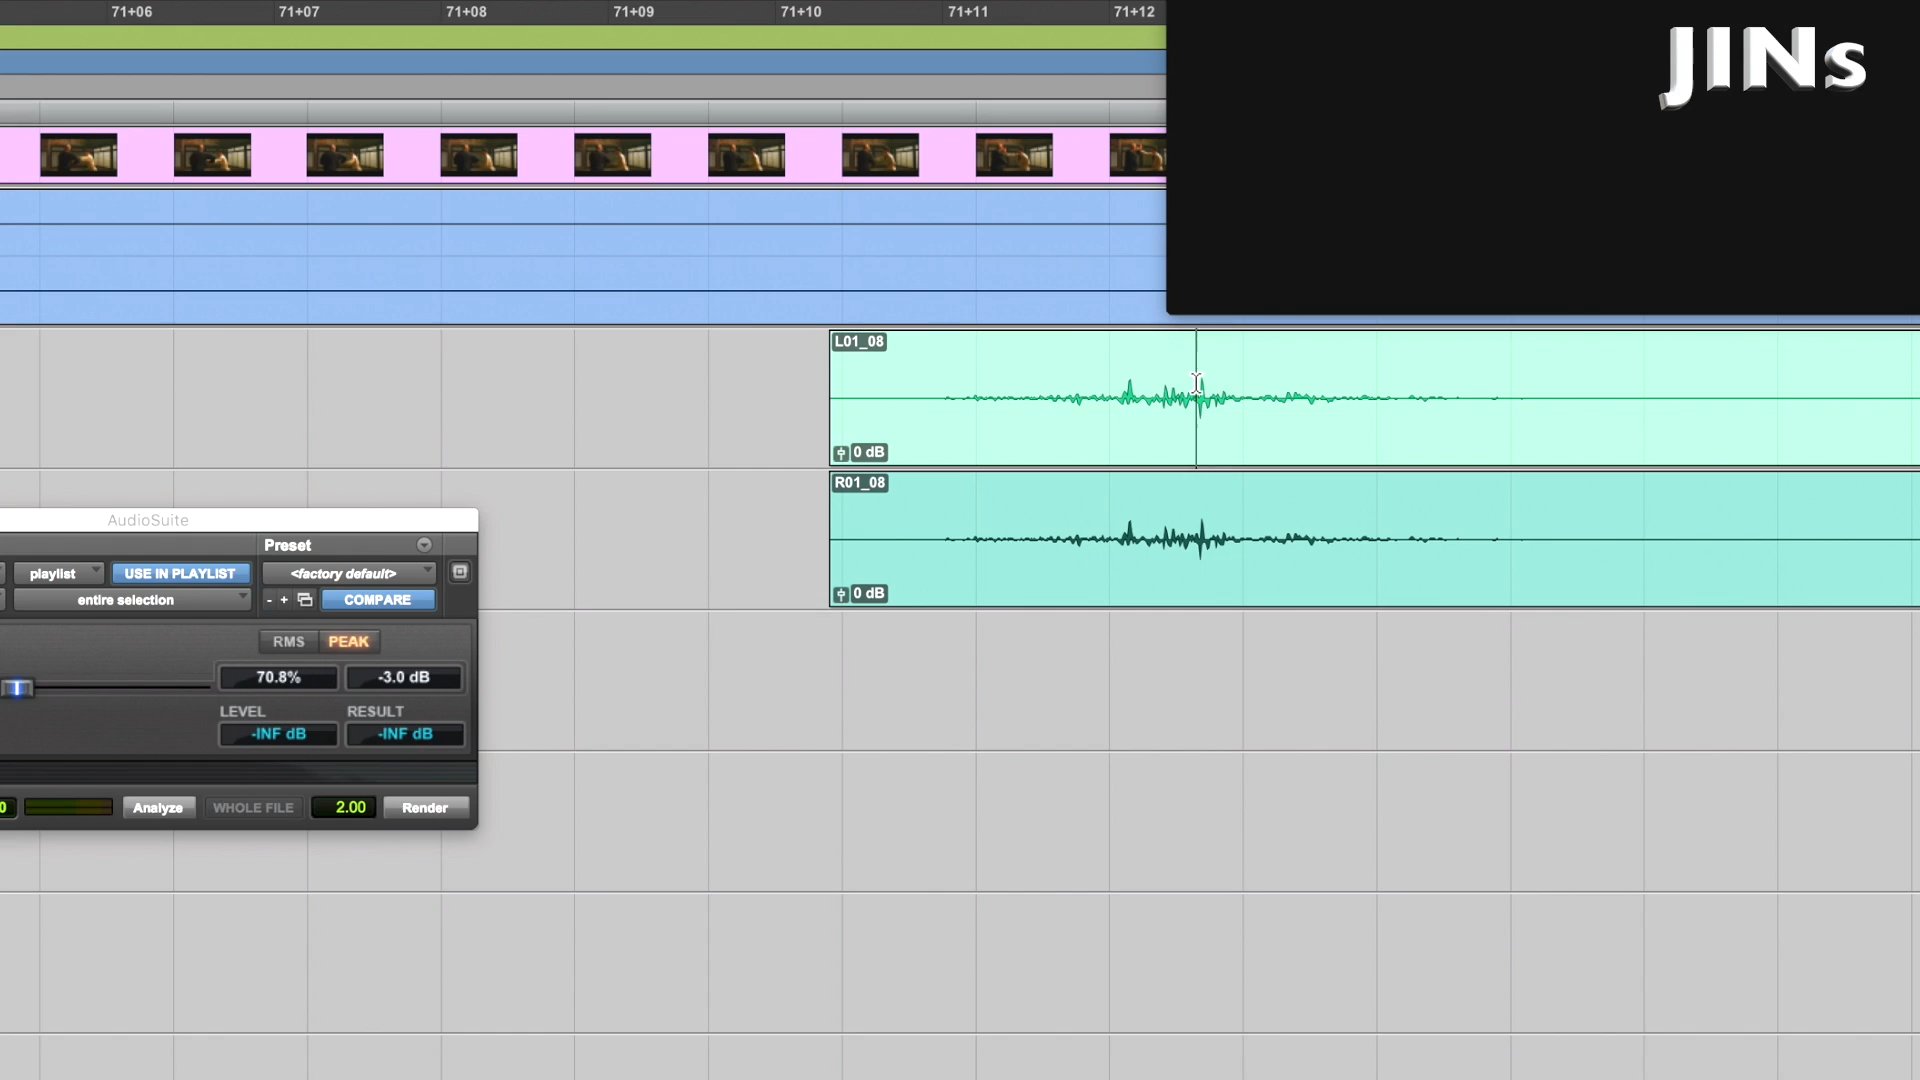 71+06 71+07 71+08 71+09 71+10 71+11 71+12
JINs
L01_08
0 dB
R01_08
0 dB
AudioSuite
Preset
playlist USE IN PLAYLIST <factory default>
entire selection - + COMPARE
RMS PEAK
70.8% -3.0 dB
LEVEL RESULT
-INF dB -INF dB
0 Analyze WHOLE FILE 2.00 Render